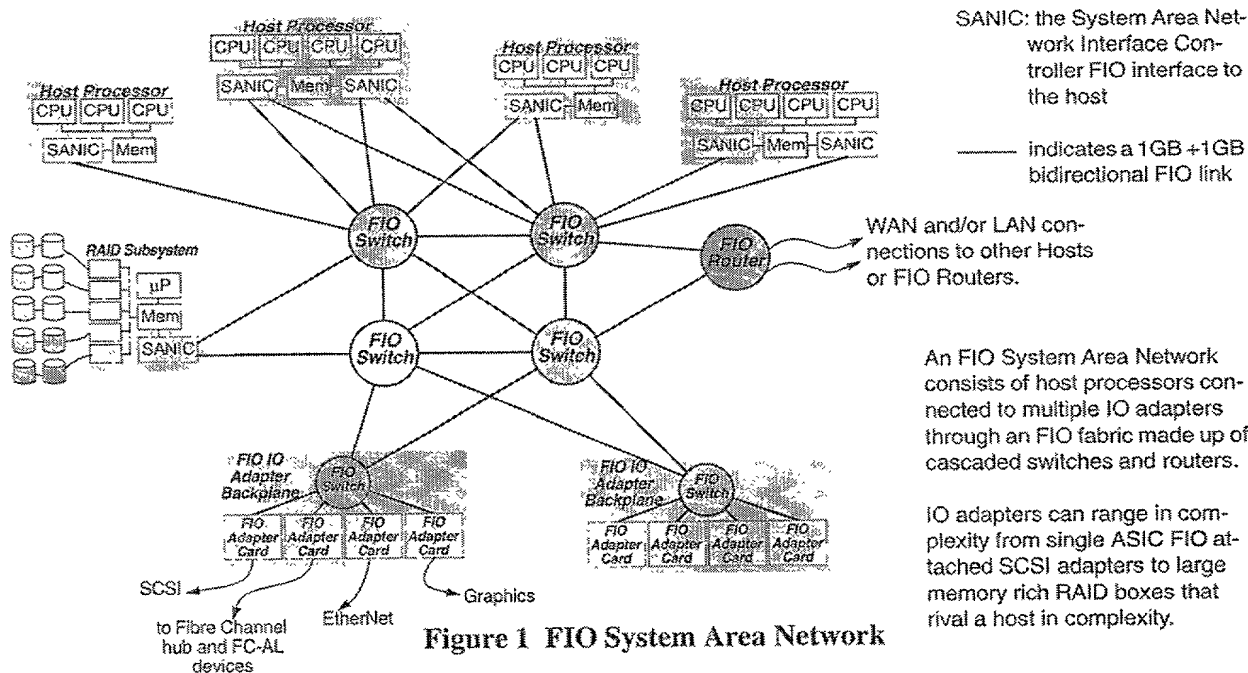 Host Processor
CPU CPU CPU CPU
SANIC Mem SANIC
Host Processor
CPU CPU CPU
SANIC Mem
Host Processor
CPU CPU CPU
SANIC Mem
Host Processor
CPU CPU CPU CPU
SANIC Mem SANIC
SANIC: the System Area Net-
work Interface Con-
troller FIO interface to
the host
indicates a 1GB +1GB
bidirectional FIO link
FIO
Switch
FIO
Switch
FIO
Router
WAN and/or LAN con-
nections to other Hosts
or FIO Routers.
RAID Subsystem
µP
Mem
SANIC
FIO
Switch
FIO
Switch
An FIO System Area Network
consists of host processors con-
nected to multiple IO adapters
through an FIO fabric made up of
cascaded switches and routers.
FIO IO
Adapter
Backplane
FIO
Switch
FIO
Adapter
Card
FIO
Adapter
Card
FIO
Adapter
Card
FIO
Adapter
Card
FIO IO
Adapter
Backplane
FIO
Switch
FIO
Adapter
Card
FIO
Adapter
Card
FIO
Adapter
Card
FIO
Adapter
Card
IO adapters can range in com-
plexity from single ASIC FIO at-
tached SCSI adapters to large
memory rich RAID boxes that
rival a host in complexity.
SCSI
to Fibre Channel
hub and FC-AL
devices
EtherNet
Graphics
Figure 1 FIO System Area Network